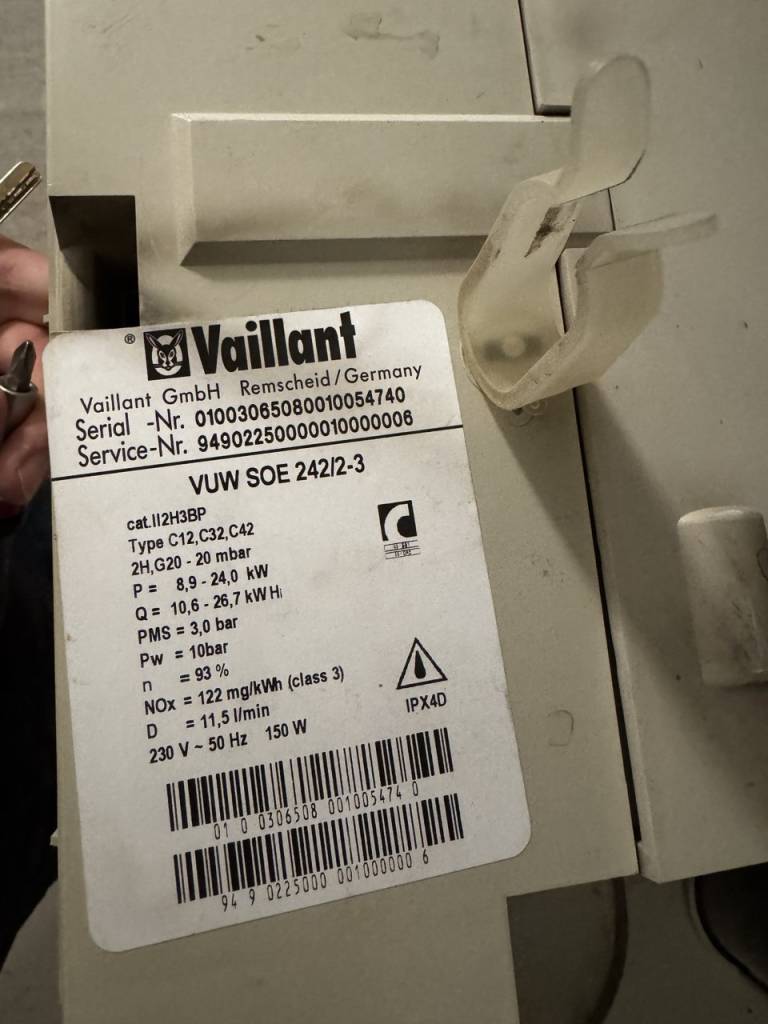 ® Vaillant
Vaillant GmbH Remscheid/Germany
Serial -Nr. 01003065080010054740
Service-Nr. 94902250000010000006
VUW SOE 242/2-3
cat.II2H3BP
Type C12,C32,C42
2H,G20 - 20 mbar
P = 8,9 - 24,0 kW
Q = 10,6 - 26,7 kW Hi
PMS = 3,0 bar
Pw = 10bar
n = 93 %
NOx = 122 mg/kWh (class 3)
D = 11,5 l/min
230 V ~ 50 Hz 150 W
IPX4D
01 0 0306508 001005474 0
94 9 0225000 001000000 6